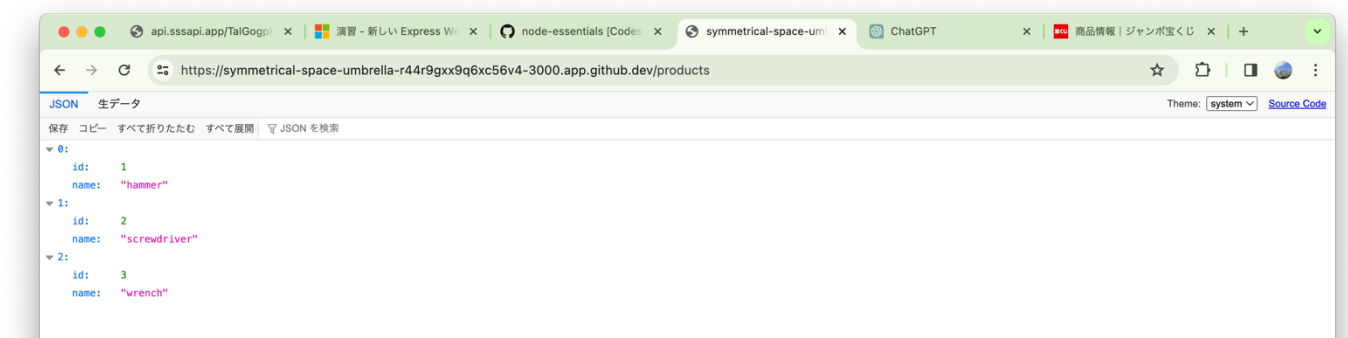 api.sssapi.app/TalGogp
演習 - 新しい Express We
node-essentials [Codes
symmetrical-space-um
ChatGPT
商品情報 | ジャンボ宝くじ
https://symmetrical-space-umbrella-r44r9gxx9q6xc56v4-3000.app.github.dev/products
JSON 生データ Theme: system Source Code
保存 コピー すべて折りたたむ すべて展開 JSON を検索
0:
id: 1
name: "hammer"
1:
id: 2
name: "screwdriver"
2:
id: 3
name: "wrench"